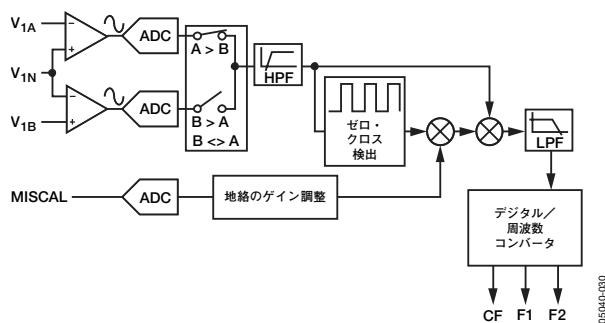 V1A
−
+
ADC
A > B
V1N
HPF
−
+
ADC
V1B
B > A
B <> A
ゼロ・
クロス
検出
LPF
MISCAL
ADC
地絡のゲイン調整
デジタル／
周波数
コンバータ
CF F1 F2
05040-030